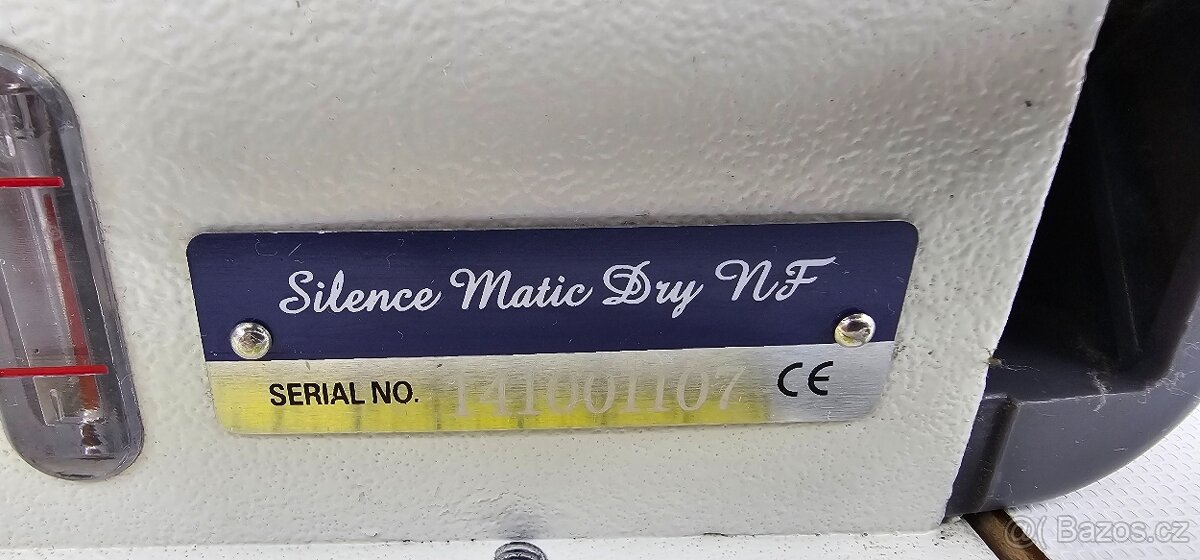 Silence Matic Dry NF
SERIAL NO. 141001107 CE
@( Bazos.cz